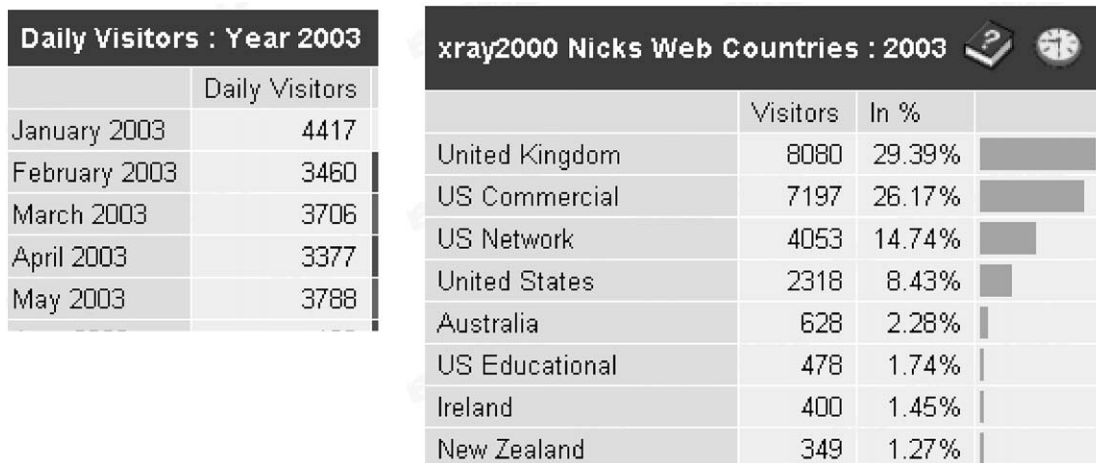 Daily Visitors : Year 2003
Daily Visitors
January 2003 4417
February 2003 3460
March 2003 3706
April 2003 3377
May 2003 3788
xray2000 Nicks Web Countries : 2003
Visitors In %
United Kingdom 8080 29.39%
US Commercial 7197 26.17%
US Network 4053 14.74%
United States 2318 8.43%
Australia 628 2.28%
US Educational 478 1.74%
Ireland 400 1.45%
New Zealand 349 1.27%